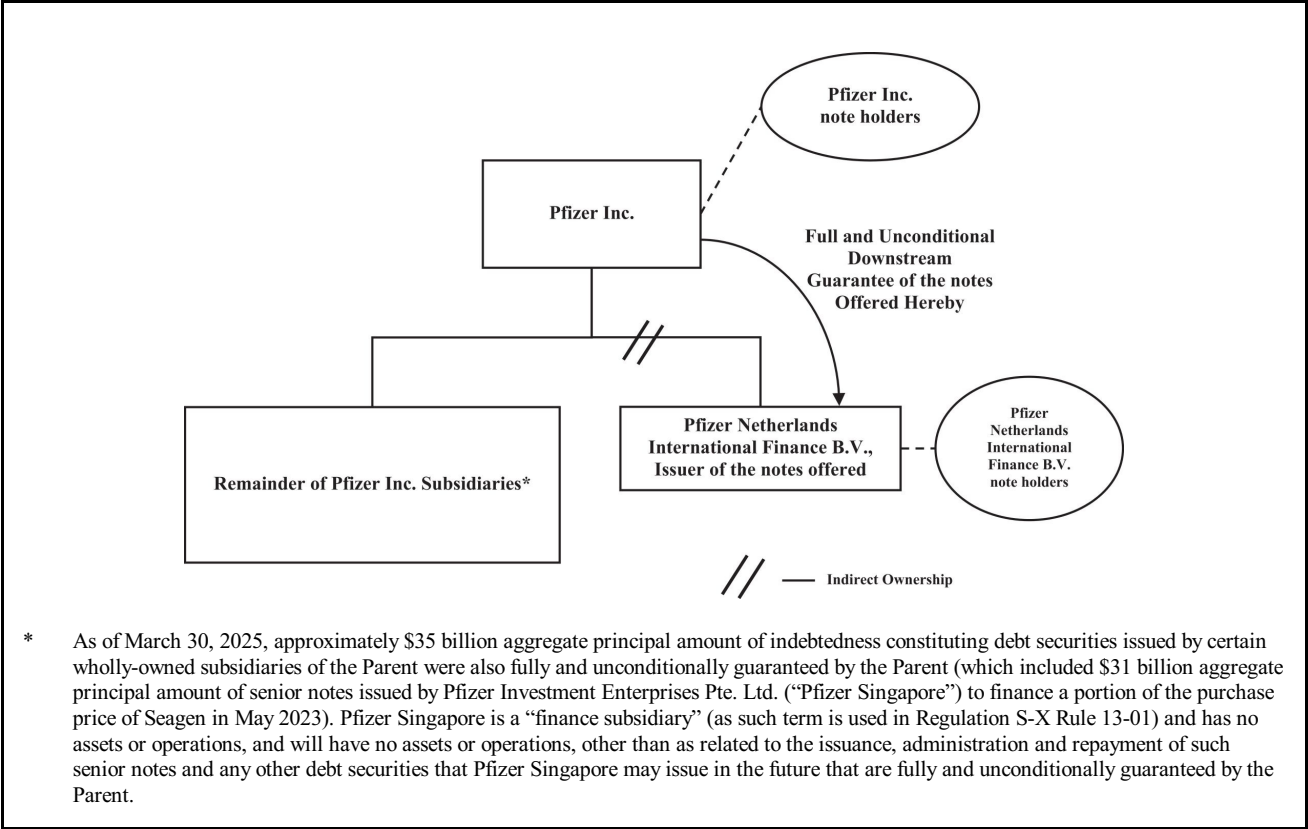 Pfizer Inc.
note holders
Pfizer Inc.
Full and Unconditional
Downstream
Guarantee of the notes
Offered Hereby
Remainder of Pfizer Inc. Subsidiaries*
Pfizer Netherlands
International Finance B.V.,
Issuer of the notes offered
Pfizer
Netherlands
International
Finance B.V.
note holders
Indirect Ownership
* As of March 30, 2025, approximately $35 billion aggregate principal amount of indebtedness constituting debt securities issued by certain
wholly-owned subsidiaries of the Parent were also fully and unconditionally guaranteed by the Parent (which included $31 billion aggregate
principal amount of senior notes issued by Pfizer Investment Enterprises Pte. Ltd. (“Pfizer Singapore”) to finance a portion of the purchase
price of Seagen in May 2023). Pfizer Singapore is a “finance subsidiary” (as such term is used in Regulation S-X Rule 13-01) and has no
assets or operations, and will have no assets or operations, other than as related to the issuance, administration and repayment of such
senior notes and any other debt securities that Pfizer Singapore may issue in the future that are fully and unconditionally guaranteed by the
Parent.